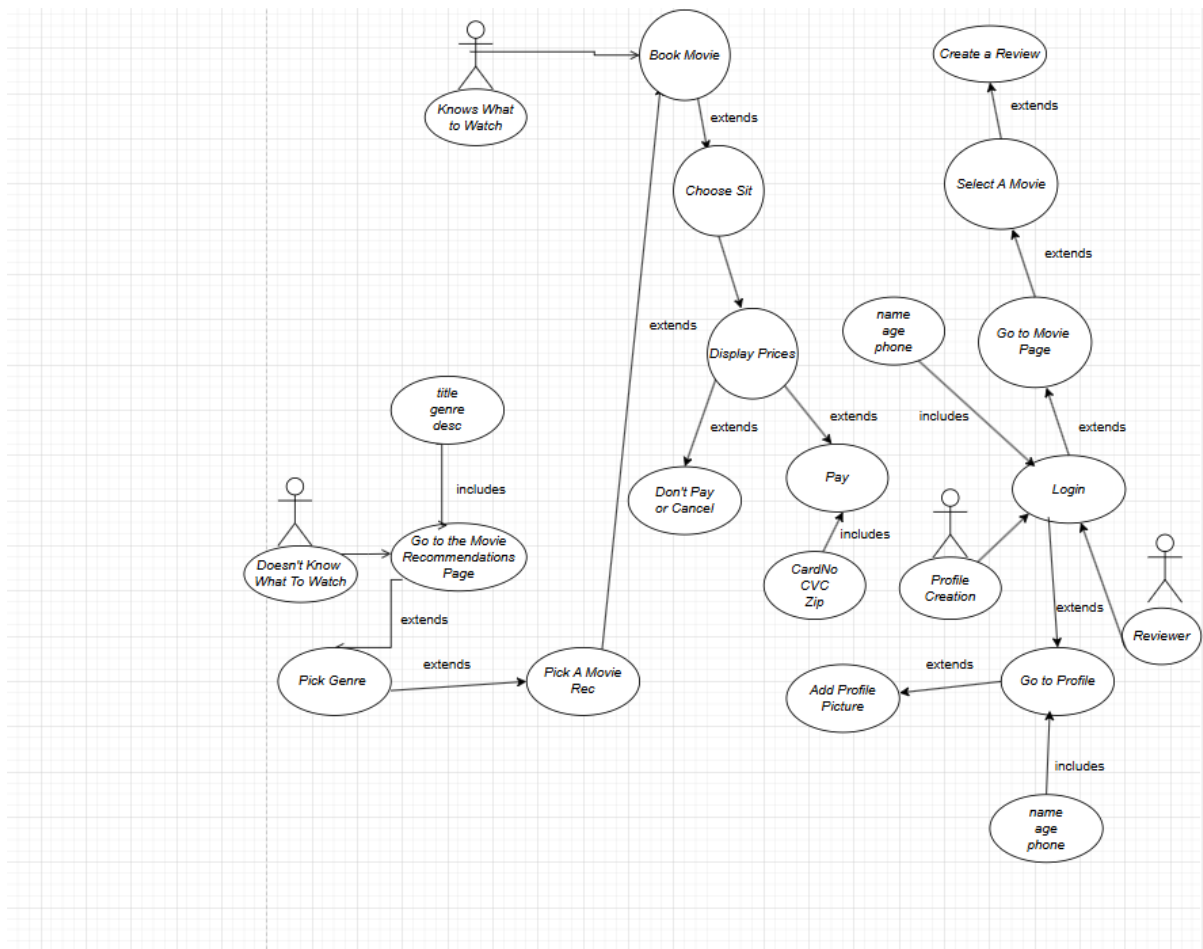 Book Movie
Create a Review
Knows What
to Watch
extends
extends
Choose Sit
Select A Movie
extends
name
age
phone
extends
Go to Movie
Page
Display Prices
title
genre
desc
includes
extends
extends
extends
Pay
Login
includes
Don't Pay
or Cancel
includes
Go to the Movie
Recommendations
Page
Doesn't Know
What To Watch
CardNo
CVC
Zip
Profile
Creation
extends
Reviewer
extends
extends
extends
Pick Genre
Pick A Movie
Rec
Add Profile
Picture
Go to Profile
includes
name
age
phone